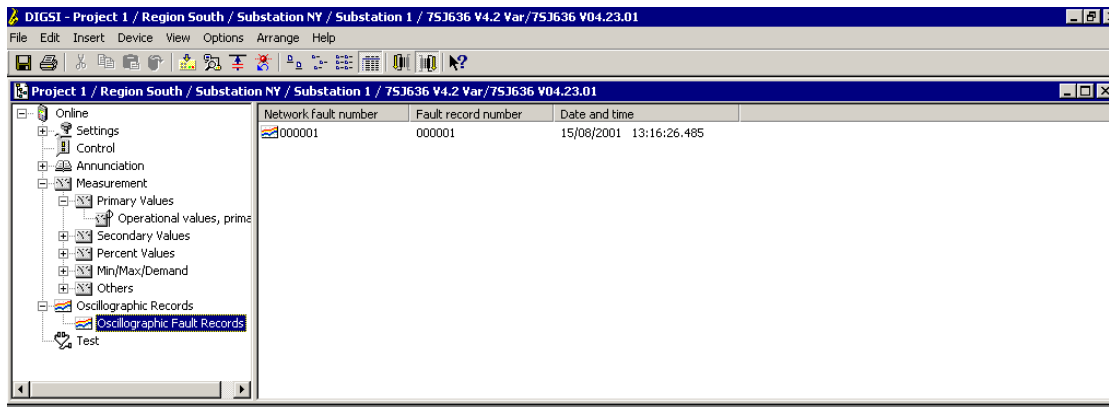 DIGSI - Project 1 / Region South / Substation NY / Substation 1 / 7SJ636 V4.2 Var/7SJ636 V04.23.01
File Edit Insert Device View Options Arrange Help
Project 1 / Region South / Substation NY / Substation 1 / 7SJ636 V4.2 Var/7SJ636 V04.23.01
Online
Settings
Control
Annunciation
Measurement
Primary Values
Operational values, prima
Secondary Values
Percent Values
Min/Max/Demand
Others
Oscillographic Records
Oscillographic Fault Records
Test
Network fault number Fault record number Date and time
000001 000001 15/08/2001 13:16:26.485